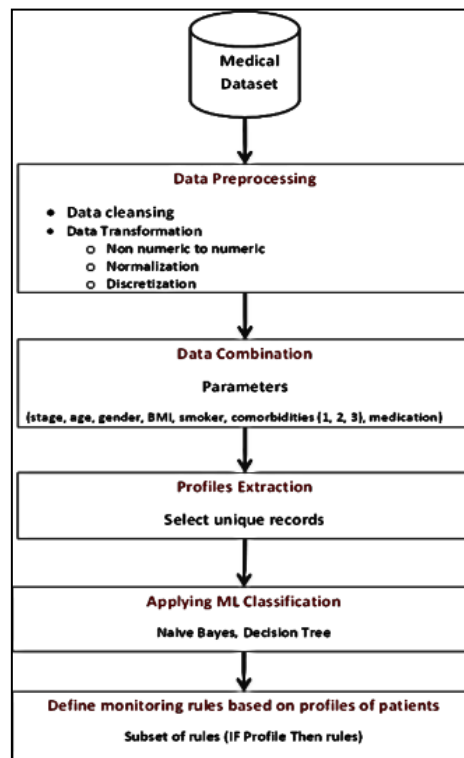 Medical
Dataset
Data Preprocessing
• Data cleansing
• Data Transformation
o Non numeric to numeric
o Normalization
o Discretization
Data Combination
Parameters
(stage, age, gender, BMI, smoker, comorbidities (1, 2, 3), medication)
Profiles Extraction
Select unique records
Applying ML Classification
Naive Bayes, Decision Tree
Define monitoring rules based on profiles of patients
Subset of rules (IF Profile Then rules)